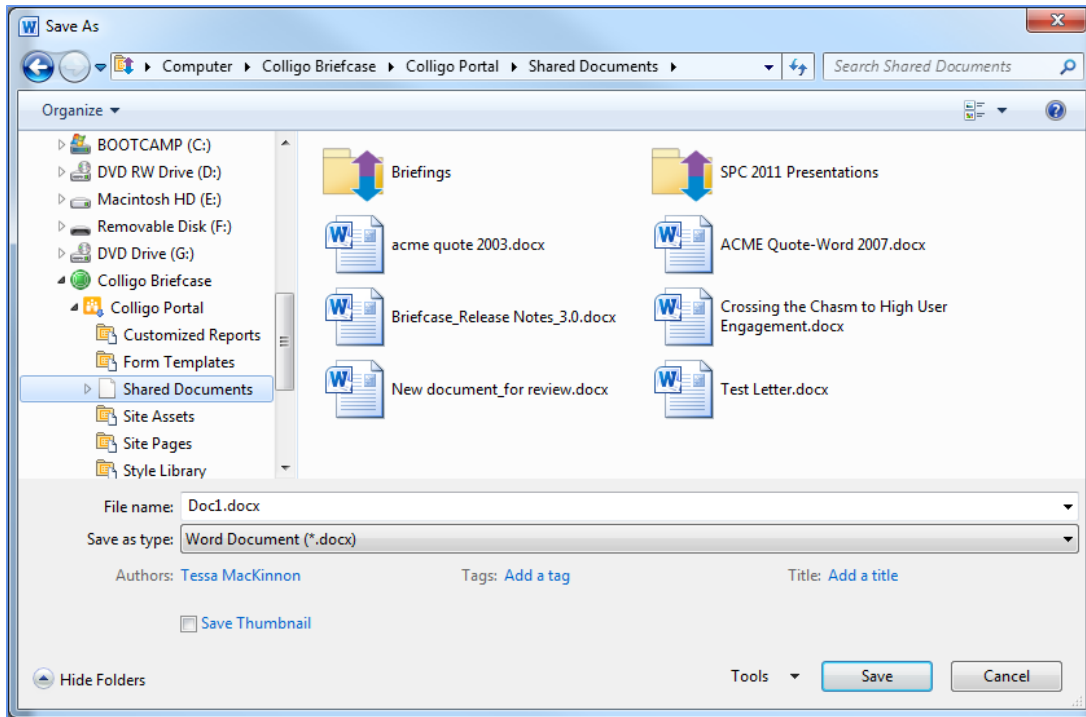 Save As
Computer Colligo Briefcase Colligo Portal Shared Documents
Search Shared Documents
Organize
BOOTCAMP (C:)
DVD RW Drive (D:)
Macintosh HD (E:)
Removable Disk (F:)
DVD Drive (G:)
Colligo Briefcase
Colligo Portal
Customized Reports
Form Templates
Shared Documents
Site Assets
Site Pages
Style Library
Briefings
SPC 2011 Presentations
acme quote 2003.docx
ACME Quote-Word 2007.docx
Briefcase_Release Notes_3.0.docx
Crossing the Chasm to High User
Engagement.docx
New document_for review.docx
Test Letter.docx
File name: Doc1.docx
Save as type: Word Document (*.docx)
Authors: Tessa MacKinnon Tags: Add a tag Title: Add a title
Save Thumbnail
Hide Folders
Tools Save Cancel